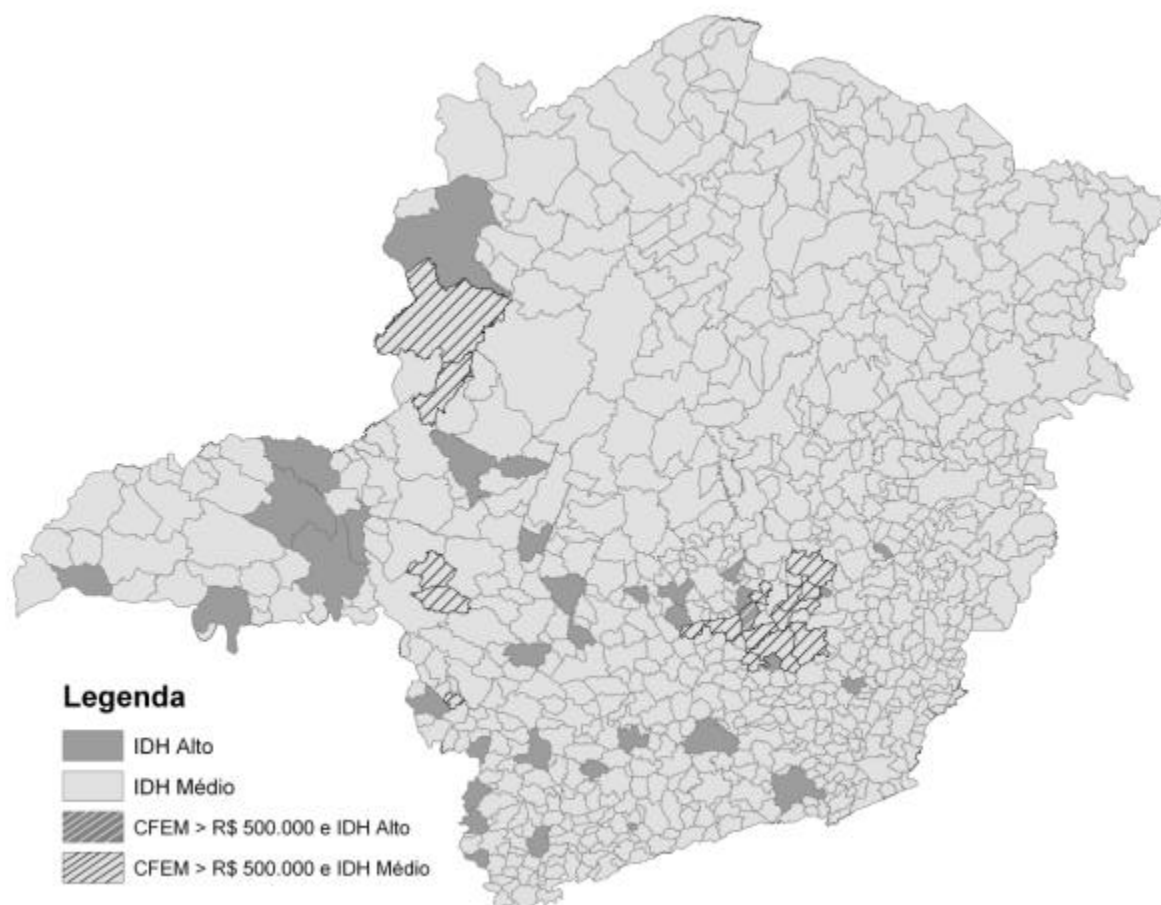 Legenda
IDH Alto
IDH Médio
CFEM > R$ 500.000 e IDH Alto
CFEM > R$ 500.000 e IDH Médio